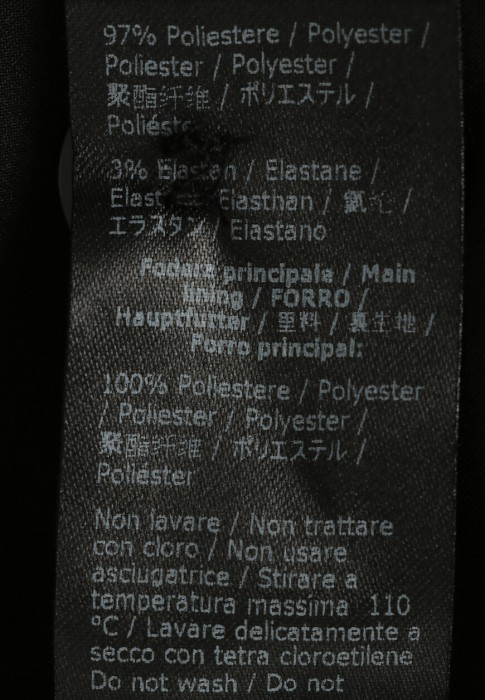 97% Poliestere / Polyester /
Poliester / Polyester /
聚酯纤维 / ポリエステル /
Poliéste
3% Elastan / Elastane /
Elasthan / 氨纶 /
エラスタン / Elastano
Fodera principale / Main
lining / FORRO /
Hauptfutter / 里料 / 裏生地 /
Forro principal:
100% Poliestere / Polyester
/ Poliester / Polyester /
聚酯纤维 / ポリエステル /
Poliéster
Non lavare / Non trattare
con cloro / Non usare
asciugatrice / Stirare a
temperatura massima 110
°C / Lavare delicatamente a
secco con tetra cloroetilene
Do not wash / Do not